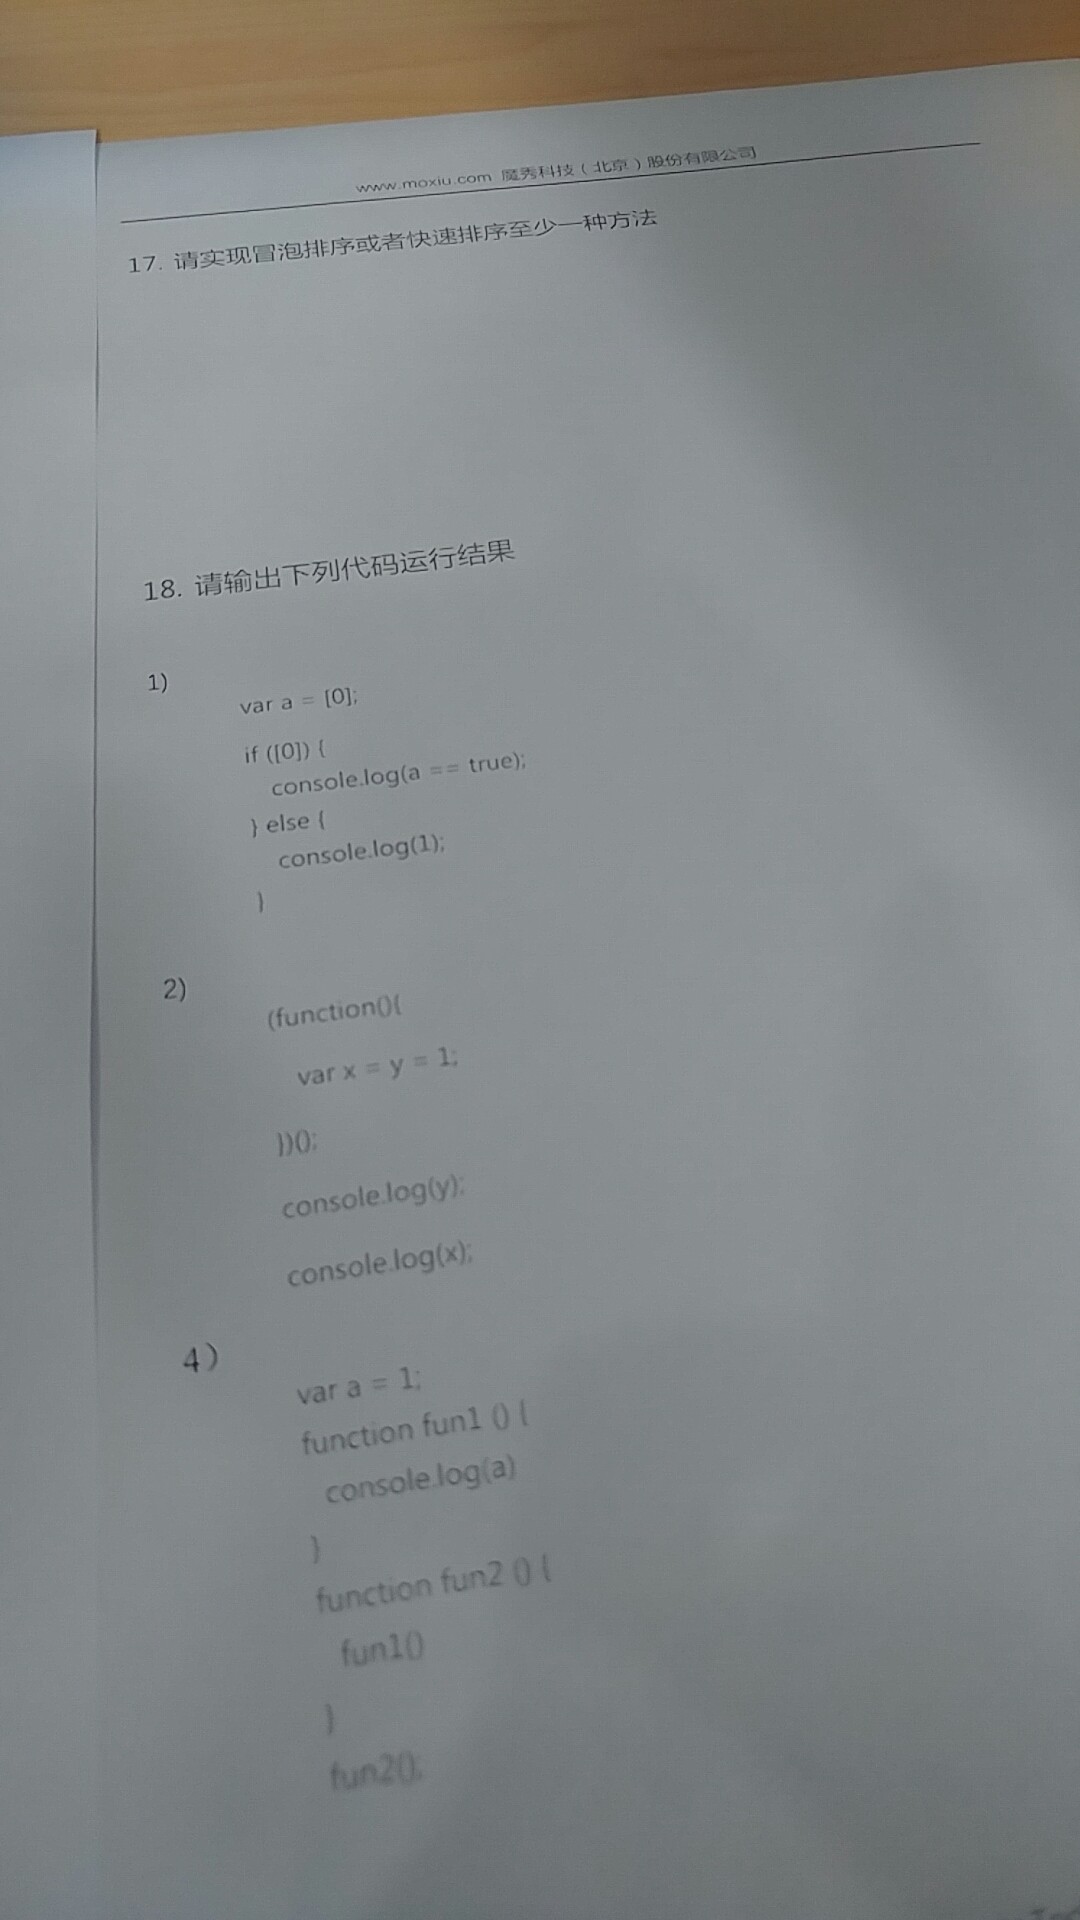 www.moxiu.com 魔秀科技（北京）股份有限公司
17. 请实现冒泡排序或者快速排序至少一种方法
18. 请输出下列代码运行结果
1)
var a = [0];
if ([0]) {
console.log(a == true);
} else {
console.log(1);
}
2)
(function(){
var x = y = 1;
})();
console.log(y);
console.log(x);
4）
var a = 1;
function fun1 () {
console.log(a)
}
function fun2 () {
fun1()
}
fun2();